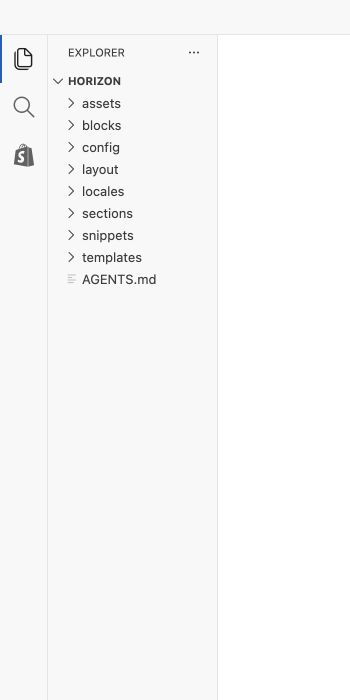 EXPLORER
HORIZON
assets
blocks
config
layout
locales
sections
snippets
templates
AGENTS.md